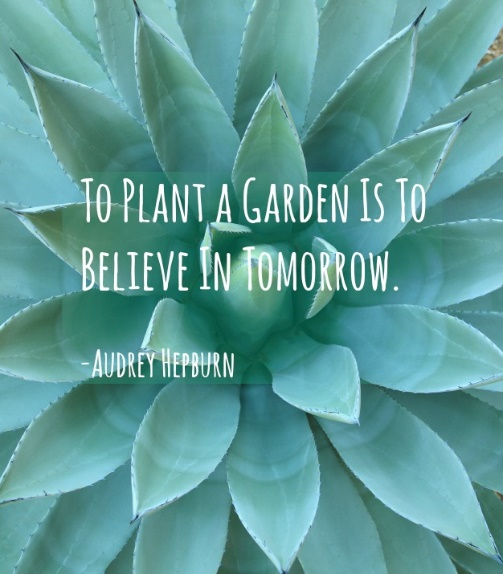 To Plant a Garden Is To
Believe In Tomorrow.
-Audrey Hepburn